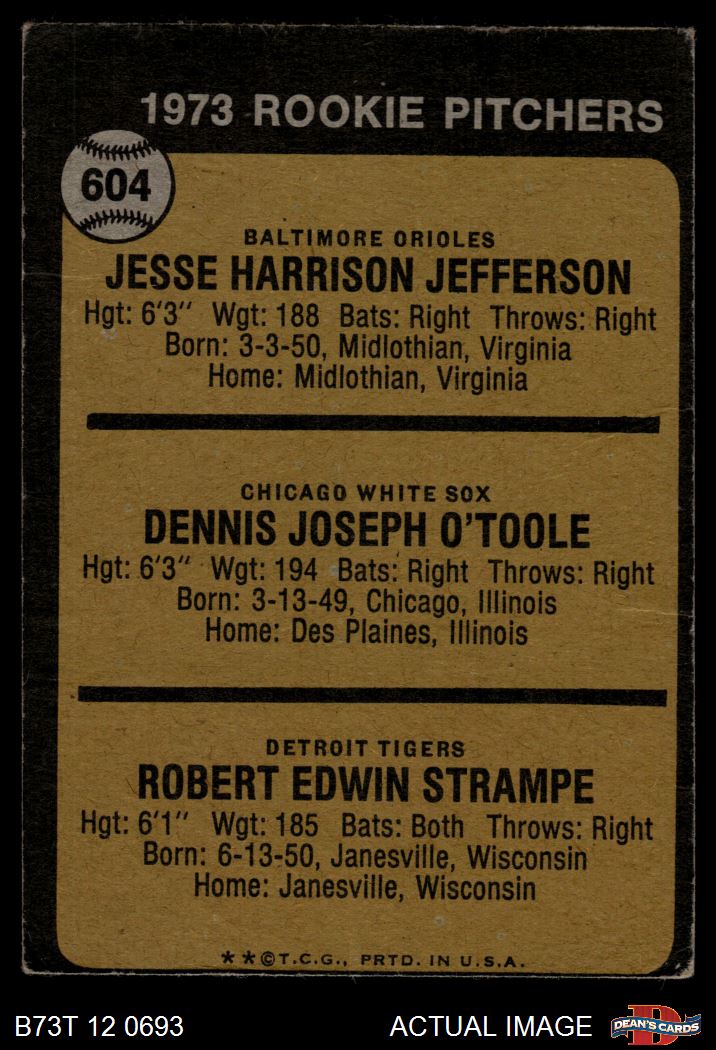 1973 ROOKIE PITCHERS
604
BALTIMORE ORIOLES
JESSE HARRISON JEFFERSON
Hgt: 6'3" Wgt: 188 Bats: Right Throws: Right
Born: 3-3-50, Midlothian, Virginia
Home: Midlothian, Virginia
CHICAGO WHITE SOX
DENNIS JOSEPH O'TOOLE
Hgt: 6'3" Wgt: 194 Bats: Right Throws: Right
Born: 3-13-49, Chicago, Illinois
Home: Des Plaines, Illinois
DETROIT TIGERS
ROBERT EDWIN STRAMPE
Hgt: 6'1" Wgt: 185 Bats: Both Throws: Right
Born: 6-13-50, Janesville, Wisconsin
Home: Janesville, Wisconsin
**©T.C.G., PRTD. IN U.S.A.
B73T 12 0693 ACTUAL IMAGE
D
DEAN'S CARDS